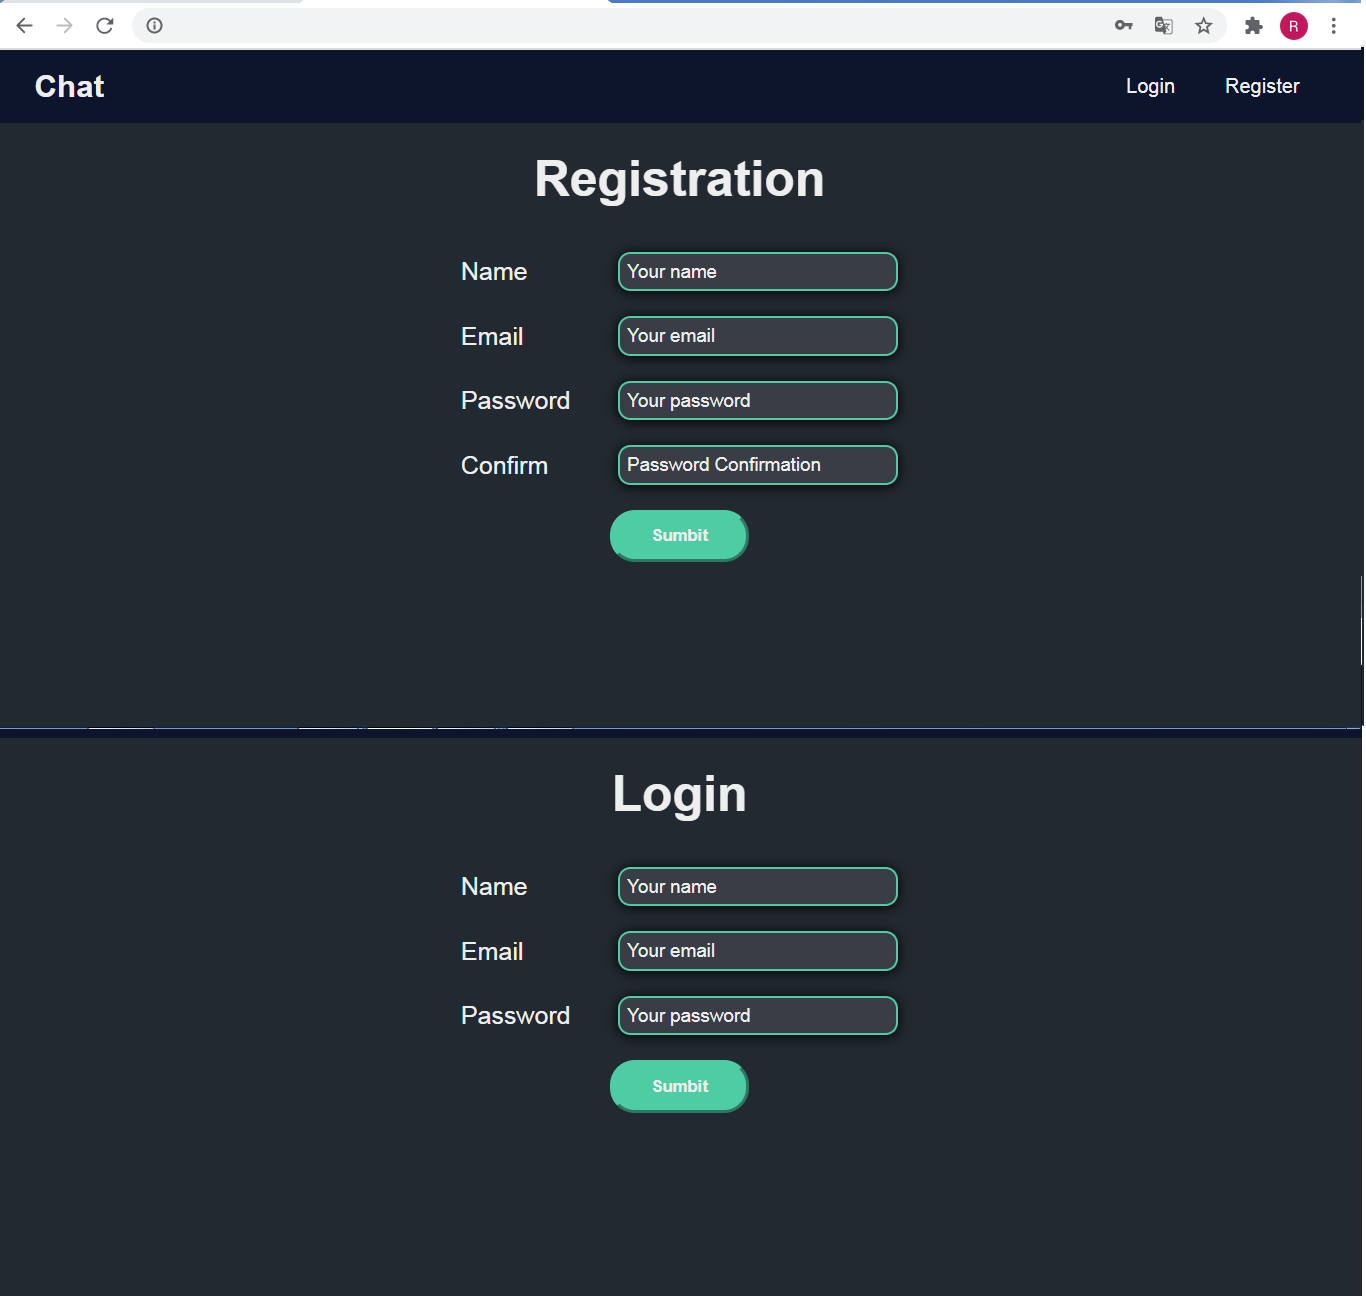 R
Chat
Login Register
Registration
Name Your name
Email Your email
Password Your password
Confirm Password Confirmation
Sumbit
Login
Name Your name
Email Your email
Password Your password
Sumbit